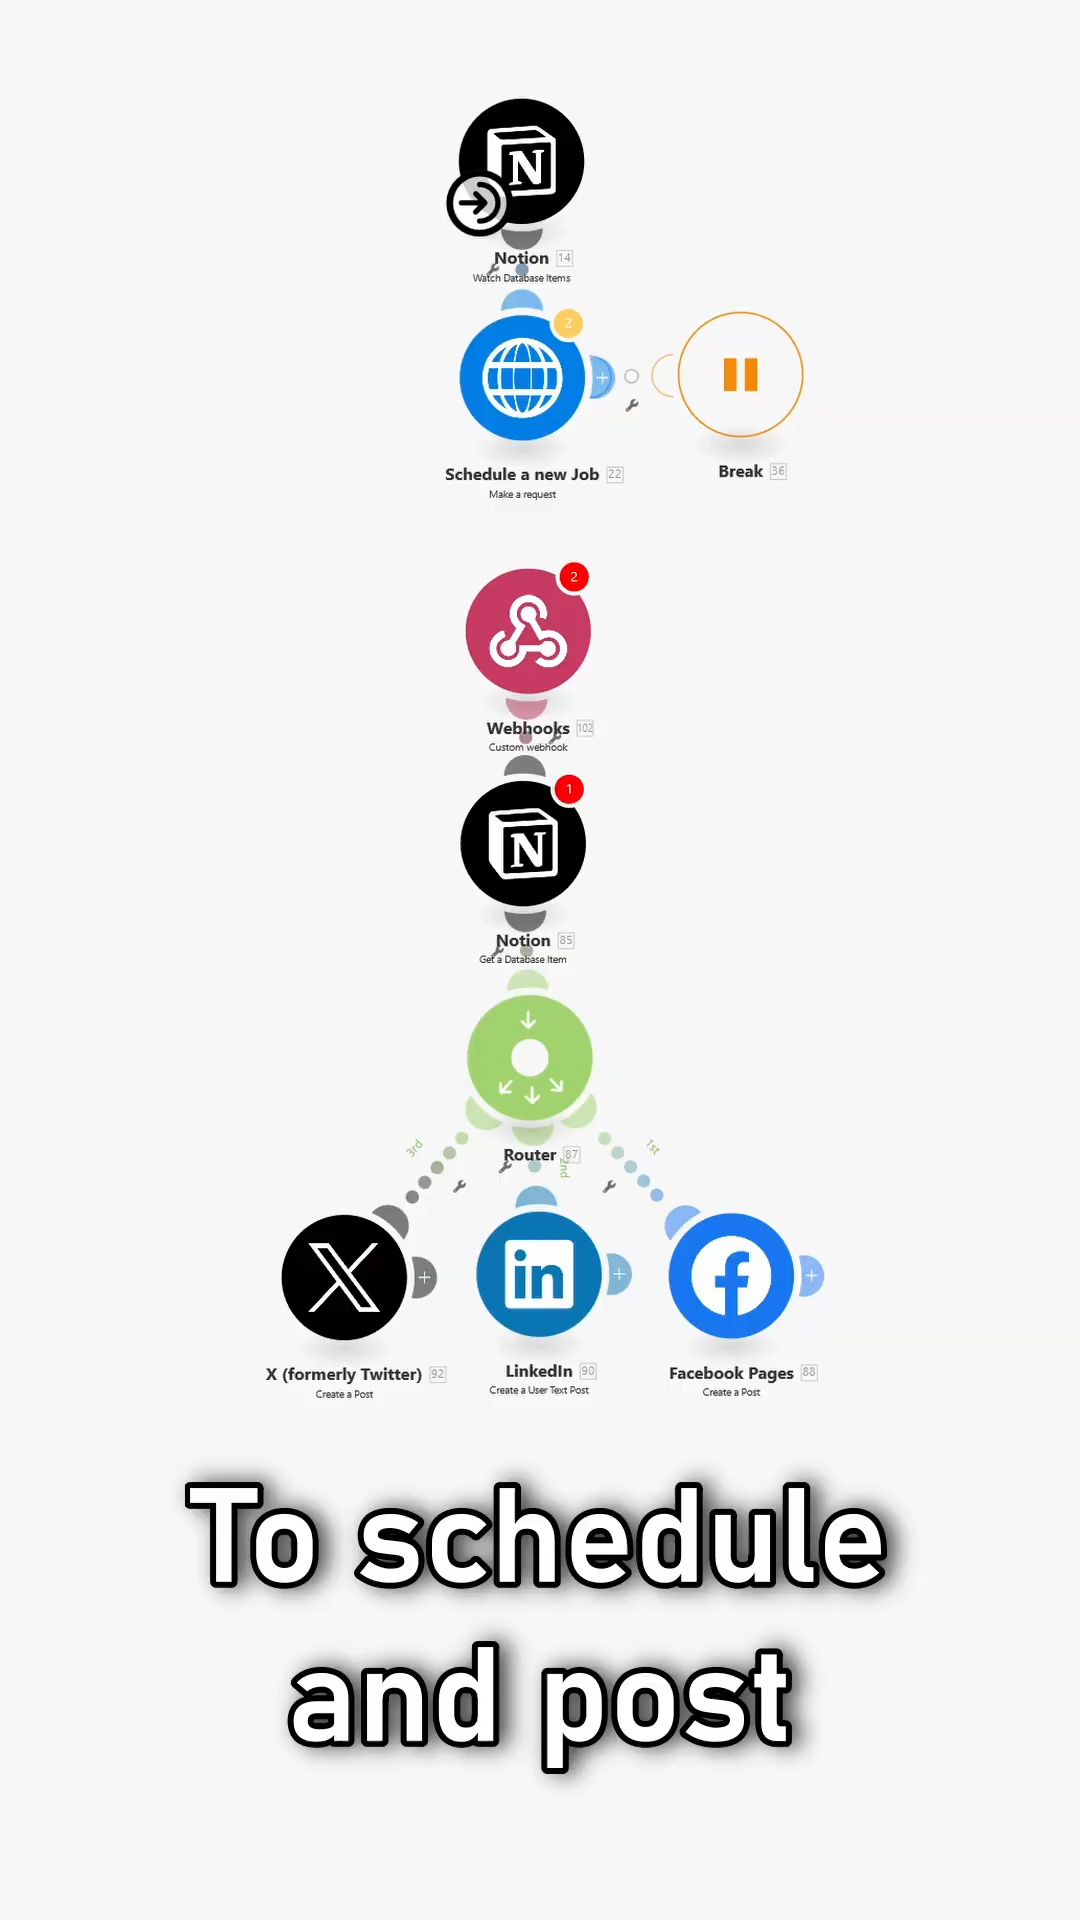 N
Notion 14
Watch Database Items
2
Schedule a new Job 22
Make a request
Break 36
2
Webhooks 102
Custom webhook
1
N
Notion 85
Get a Database Item
3rd
Router 87
2nd
1st
X
in
f
X (formerly Twitter) 92
Create a Post
LinkedIn 90
Create a User Text Post
Facebook Pages 88
Create a Post
To schedule
and post